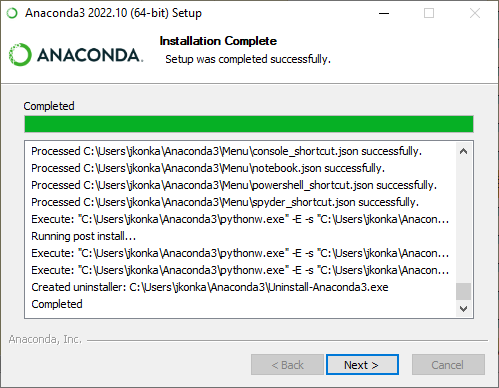 Anaconda3 2022.10 (64-bit) Setup
ANACONDA.
Installation Complete
Setup was completed successfully.
Completed
Processed C:\Users\jkonka\Anaconda3\Menu\console_shortcut.json successfully.
Processed C:\Users\jkonka\Anaconda3\Menu\notebook.json successfully.
Processed C:\Users\jkonka\Anaconda3\Menu\powershell_shortcut.json successfully.
Processed C:\Users\jkonka\Anaconda3\Menu\spyder_shortcut.json successfully.
Execute: "C:\Users\jkonka\Anaconda3\pythonw.exe" -E -s "C:\Users\jkonka\Anacon...
Running post install...
Execute: "C:\Users\jkonka\Anaconda3\pythonw.exe" -E -s "C:\Users\jkonka\Anacon...
Execute: "C:\Users\jkonka\Anaconda3\pythonw.exe" -E -s "C:\Users\jkonka\Anacon...
Created uninstaller: C:\Users\jkonka\Anaconda3\Uninstall-Anaconda3.exe
Completed
Anaconda, Inc.
< Back
Next >
Cancel